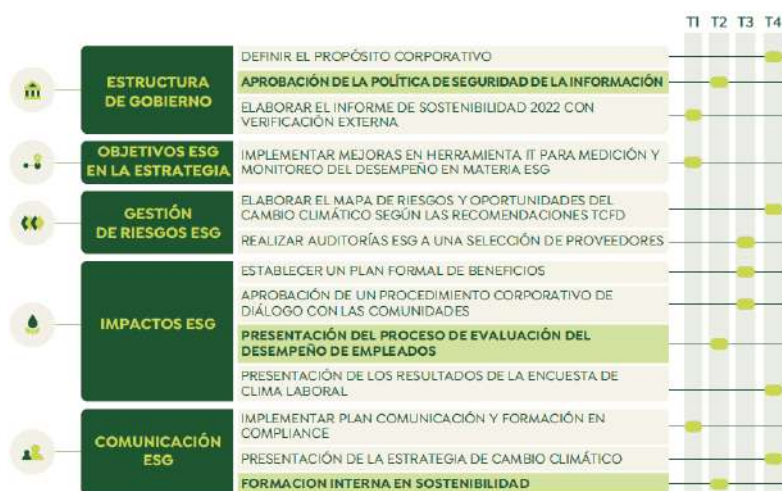 T1 T2 T3 T4
ESTRUCTURA
DE GOBIERNO
DEFINIR EL PROPÓSITO CORPORATIVO
APROBACIÓN DE LA POLÍTICA DE SEGURIDAD DE LA INFORMACIÓN
ELABORAR EL INFORME DE SOSTENIBILIDAD 2022 CON
VERIFICACIÓN EXTERNA
OBJETIVOS ESG
EN LA ESTRATEGIA
IMPLEMENTAR MEJORAS EN HERRAMIENTA IT PARA MEDICIÓN Y
MONITOREO DEL DESEMPEÑO EN MATERIA ESG
GESTIÓN
DE RIESGOS ESG
ELABORAR EL MAPA DE RIESGOS Y OPORTUNIDADES DEL
CAMBIO CLIMÁTICO SEGÚN LAS RECOMENDACIONES TCFD
REALIZAR AUDITORÍAS ESG A UNA SELECCIÓN DE PROVEEDORES
IMPACTOS ESG
ESTABLECER UN PLAN FORMAL DE BENEFICIOS
APROBACIÓN DE UN PROCEDIMIENTO CORPORATIVO DE
DIÁLOGO CON LAS COMUNIDADES
PRESENTACIÓN DEL PROCESO DE EVALUACIÓN DEL
DESEMPEÑO DE EMPLEADOS
PRESENTACIÓN DE LOS RESULTADOS DE LA ENCUESTA DE
CLIMA LABORAL
COMUNICACIÓN
ESG
IMPLEMENTAR PLAN COMUNICACIÓN Y FORMACIÓN EN
COMPLIANCE
PRESENTACIÓN DE LA ESTRATEGIA DE CAMBIO CLIMÁTICO
FORMACION INTERNA EN SOSTENIBILIDAD